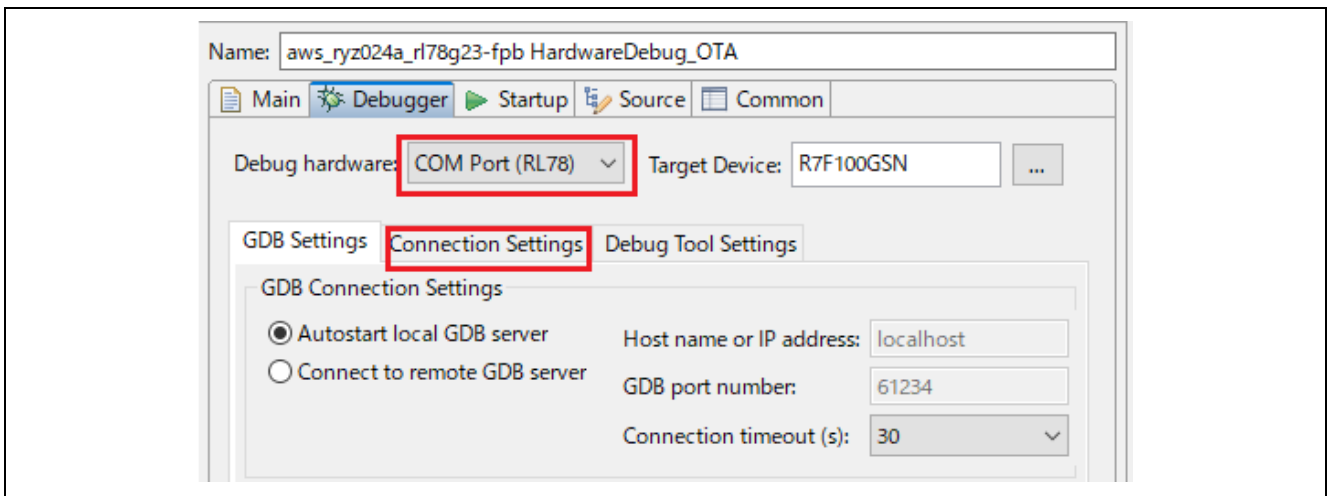 Name: aws_ryz024a_rl78g23-fpb HardwareDebug_OTA
Main Debugger Startup Source Common
Debug hardware: COM Port (RL78) Target Device: R7F100GSN ...
GDB Settings Connection Settings Debug Tool Settings
GDB Connection Settings
Autostart local GDB server Host name or IP address: localhost
Connect to remote GDB server GDB port number: 61234
Connection timeout (s): 30